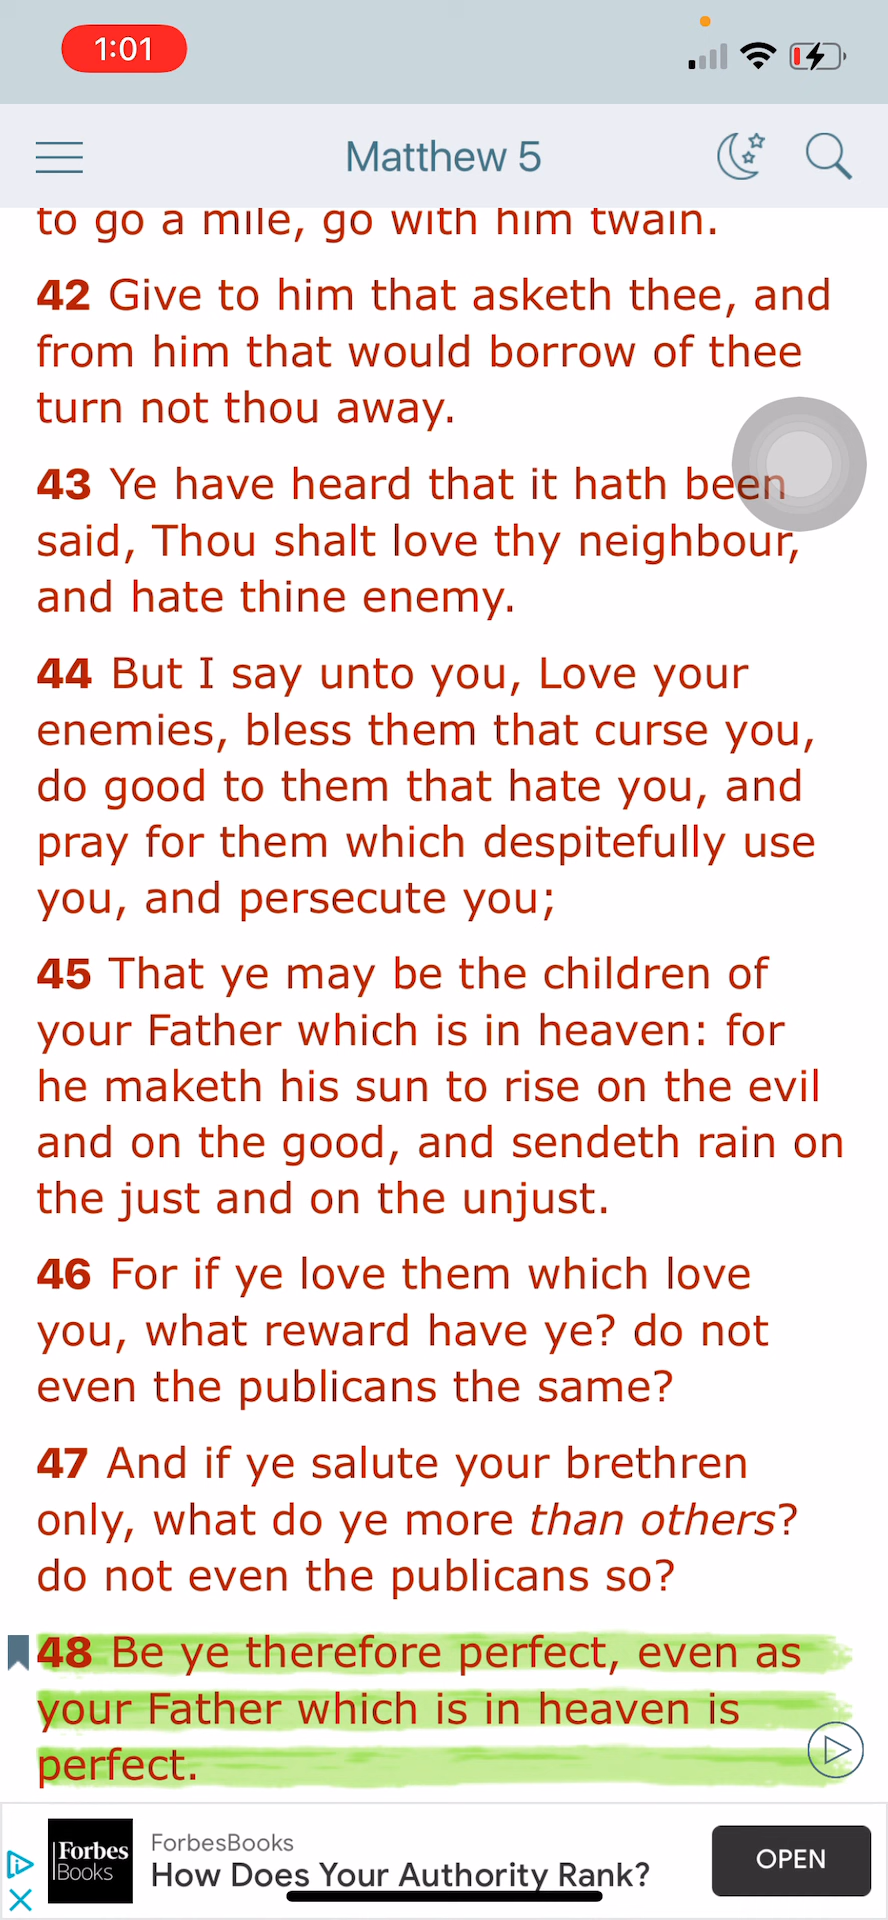 1:01
Matthew 5
to go a mile, go with him twain.
42 Give to him that asketh thee, and
from him that would borrow of thee
turn not thou away.
43 Ye have heard that it hath been
said, Thou shalt love thy neighbour,
and hate thine enemy.
44 But I say unto you, Love your
enemies, bless them that curse you,
do good to them that hate you, and
pray for them which despitefully use
you, and persecute you;
45 That ye may be the children of
your Father which is in heaven: for
he maketh his sun to rise on the evil
and on the good, and sendeth rain on
the just and on the unjust.
46 For if ye love them which love
you, what reward have ye? do not
even the publicans the same?
47 And if ye salute your brethren
only, what do ye more than others?
do not even the publicans so?
48 Be ye therefore perfect, even as
your Father which is in heaven is
perfect.
Forbes
Books
ForbesBooks
How Does Your Authority Rank?
OPEN